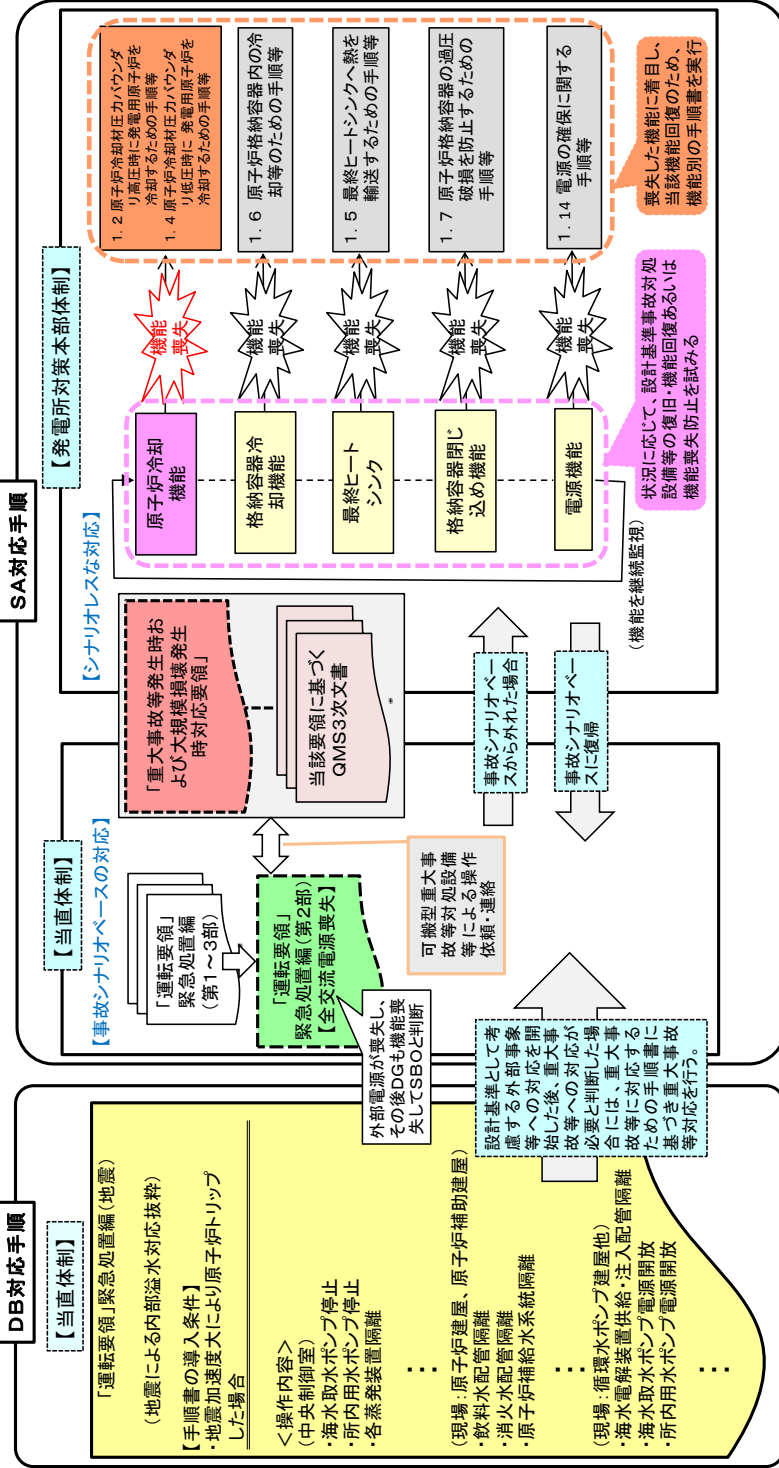 DB対応手順
【当直体制】
「運転要領」緊急処置編(地震)
(地震による内部溢水対応抜粋)
【手順書の導入条件】
・地震加速度大により原子炉トリップ
した場合
＜操作内容＞
(中央制御室)
・海水取水ポンプ停止
・所内用水ポンプ停止
・各蒸発装置隔離
：
(現場：原子炉建屋、原子炉補助建屋)
・飲料水配管隔離
・消火水配管隔離
・原子炉補給水系統隔離
：
(現場：循環水ポンプ建屋他)
・海水電解装置供給・注入配管隔離
・海水取水ポンプ電源開放
・所内用水ポンプ電源開放
：
設計基準として考
慮する外部事象
等への対応を開
始した後、重大事
故等への対応が
必要と判断した場
合には、重大事
故等に対応する
ための手順書に
基づき重大事故
等対応を行う。
SA対応手順
【当直体制】
【事故シナリオベースの対応】
「運転要領」
緊急処置編
(第1～3部)
「運転要領」
緊急処置編(第2部)
【全交流電源喪失】
外部電源が喪失し、
その後DGも機能喪
失してSBOと判断
可搬型重大事
故等対処設備
等による操作
依頼・連絡
「重大事故等発生時お
よび大規模損壊発生
時対応要領」
当該要領に基づく
QMS3次文書
*
事故シナリオベー
スから外れた場合
事故シナリオベー
スに復帰
【発電所対策本部体制】
【シナリオレスな対応】
原子炉冷却
機能
格納容器冷
却機能
最終ヒート
シンク
格納容器閉じ
込め機能
電源機能
(機能を継続監視)
機能
喪失
機能
喪失
機能
喪失
機能
喪失
機能
喪失
1．2 原子炉冷却材圧力バウンダ
リ高圧時に発電用原子炉を
冷却するための手順等
1．4 原子炉冷却材圧力バウンダ
リ低圧時に 発電用原子炉を
冷却するための手順等
1．6 原子炉格納容器内の冷
却等のための手順等
1．5 最終ヒートシンクへ熱を
輸送するための手順等
1．7 原子炉格納容器の過圧
破損を防止するための
手順等
1．14 電源の確保に関する
手順等
状況に応じて、設計基準事故対処
設備等の復旧・機能回復あるいは
機能喪失防止を試みる
喪失した機能に着目し、
当該機能回復のため、
機能別の手順書を実行